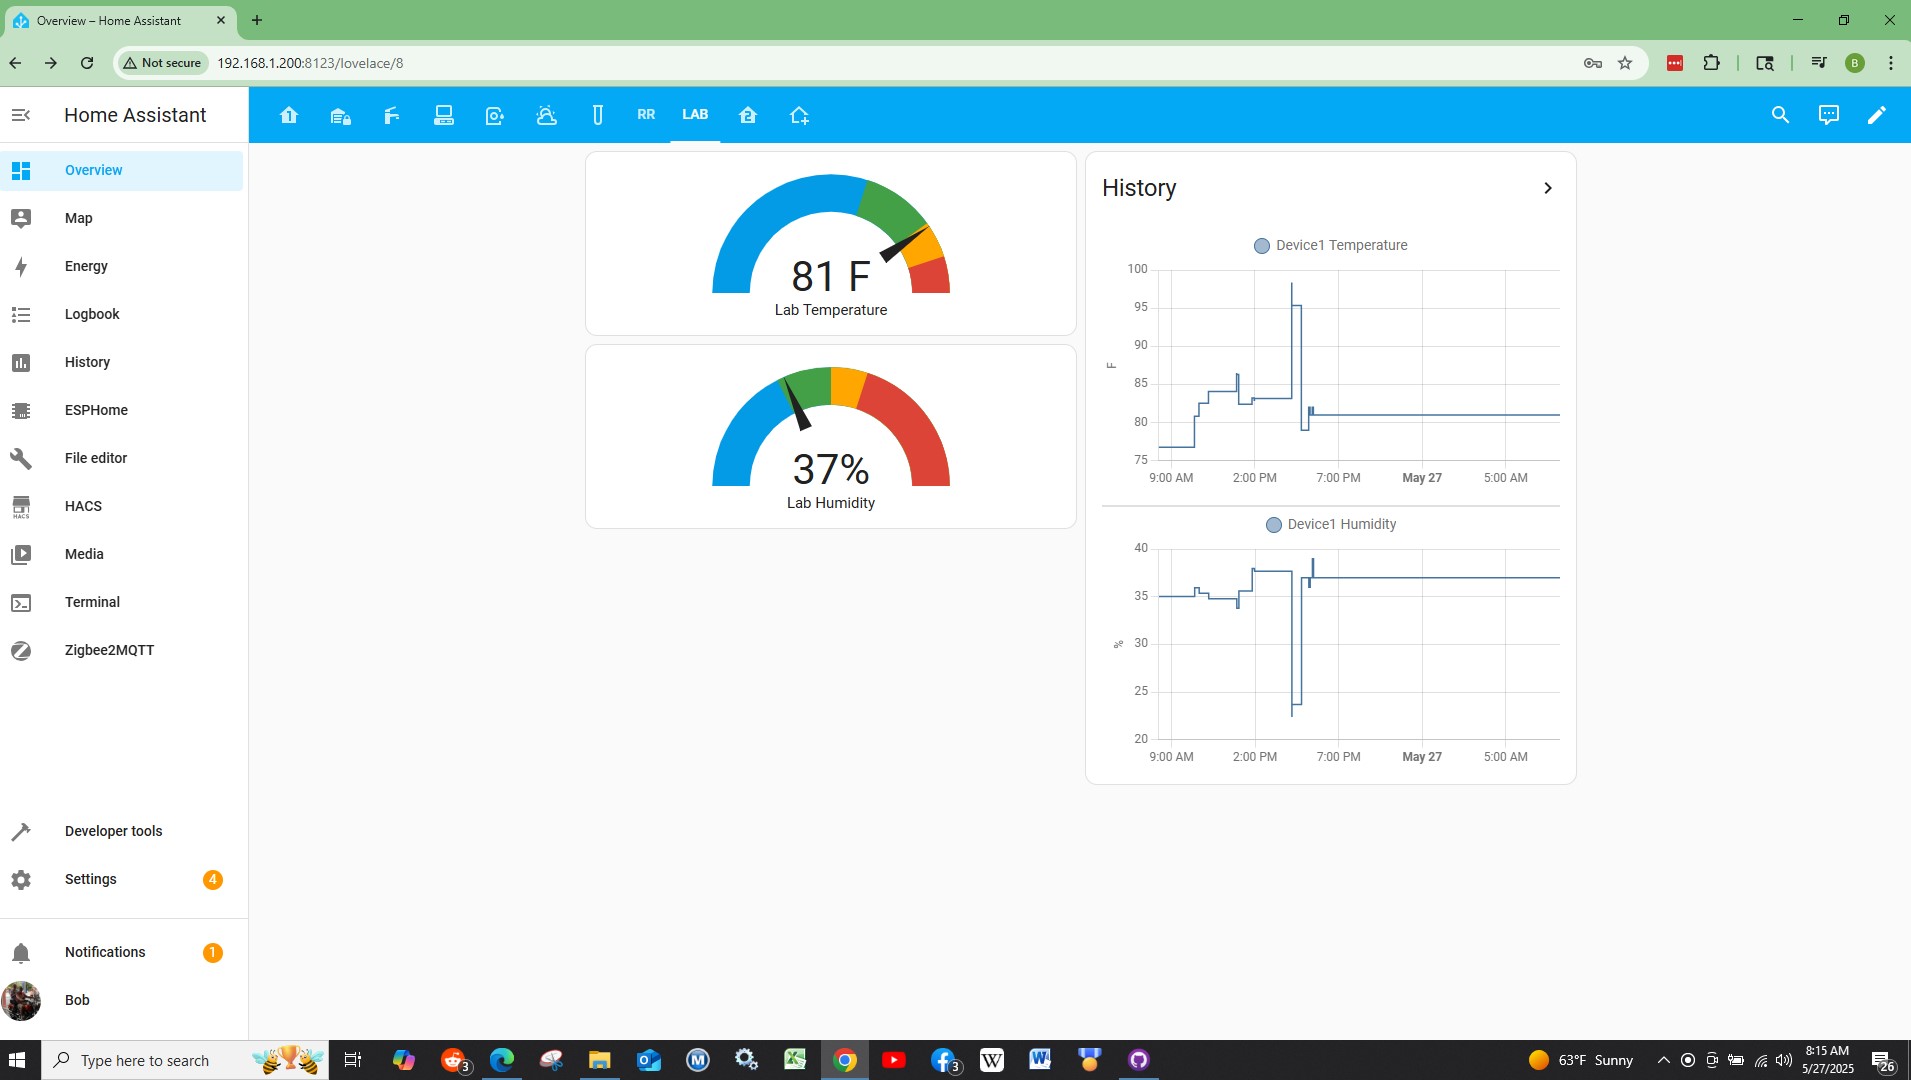 Overview – Home Assistant
Not secure
192.168.1.200:8123/lovelace/8
B
Home Assistant
1
RR
LAB
2
Overview
Map
Energy
Logbook
History
ESPHome
File editor
HACS
HACS
Media
Terminal
Zigbee2MQTT
Developer tools
Settings
4
Notifications
1
Bob
81 F
Lab Temperature
37%
Lab Humidity
History
Device1 Temperature
100
95
90
85
80
75
F
9:00 AM
2:00 PM
7:00 PM
May 27
5:00 AM
Device1 Humidity
40
35
30
25
20
%
9:00 AM
2:00 PM
7:00 PM
May 27
5:00 AM
Type here to search
3
M
3
W
W
63°F Sunny
8:15 AM
5/27/2025
26